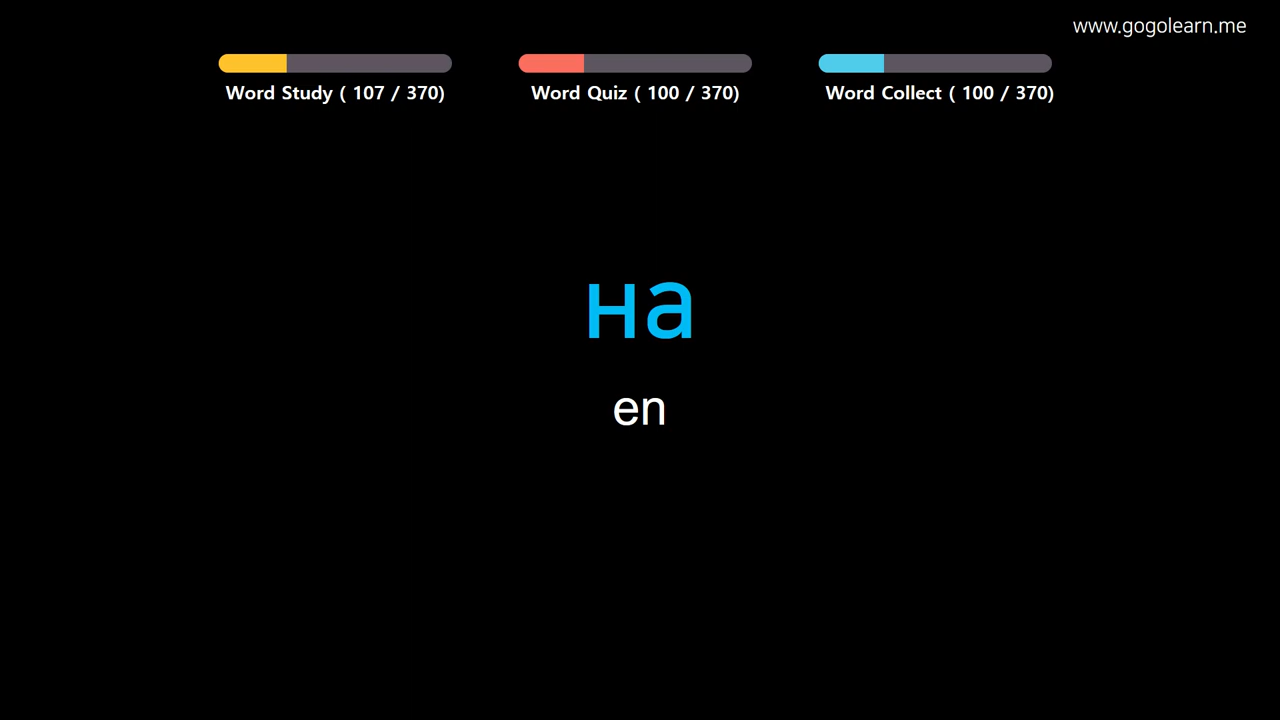 www.gogolearn.me
Word Study ( 107 / 370)
Word Quiz ( 100 / 370)
Word Collect ( 100 / 370)
на
en